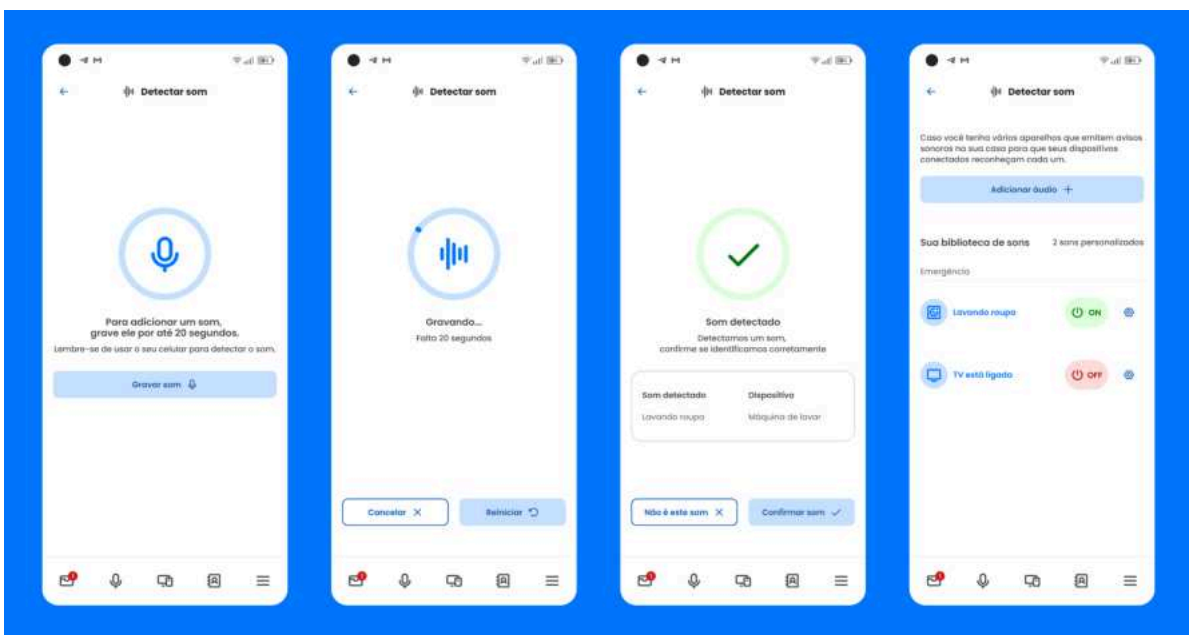 Detectar som
Para adicionar um som,
grave ele por até 20 segundos.
Lembre-se de usar o seu celular para detectar o som.
Gravar som
Detectar som
Gravando...
Falta 20 segundos
Cancelar
Reiniciar
Detectar som
Som detectado
Detectamos um som,
confirme se identificamos corretamente
Som detectado Dispositivo
Lavando roupa Máquina de lavar
Não é este som
Confirmar som
Detectar som
Caso você tenha vários aparelhos que emitem avisos
sonoros na sua casa para que seus dispositivos
conectados reconheçam cada um.
Adicionar áudio
Sua biblioteca de sons 2 sons personalizados
Emergência
Lavando roupa ON
TV está ligada OFF